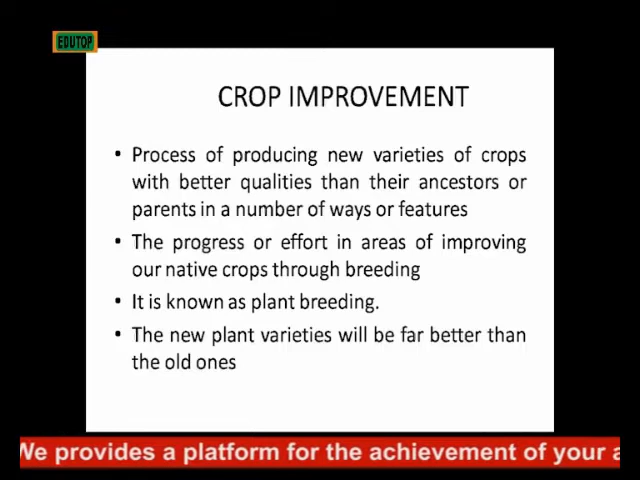 EDUTOP
CROP IMPROVEMENT
• Process of producing new varieties of crops
with better qualities than their ancestors or
parents in a number of ways or features
• The progress or effort in areas of improving
our native crops through breeding
• It is known as plant breeding.
• The new plant varieties will be far better than
the old ones
We provides a platform for the achievement of your a